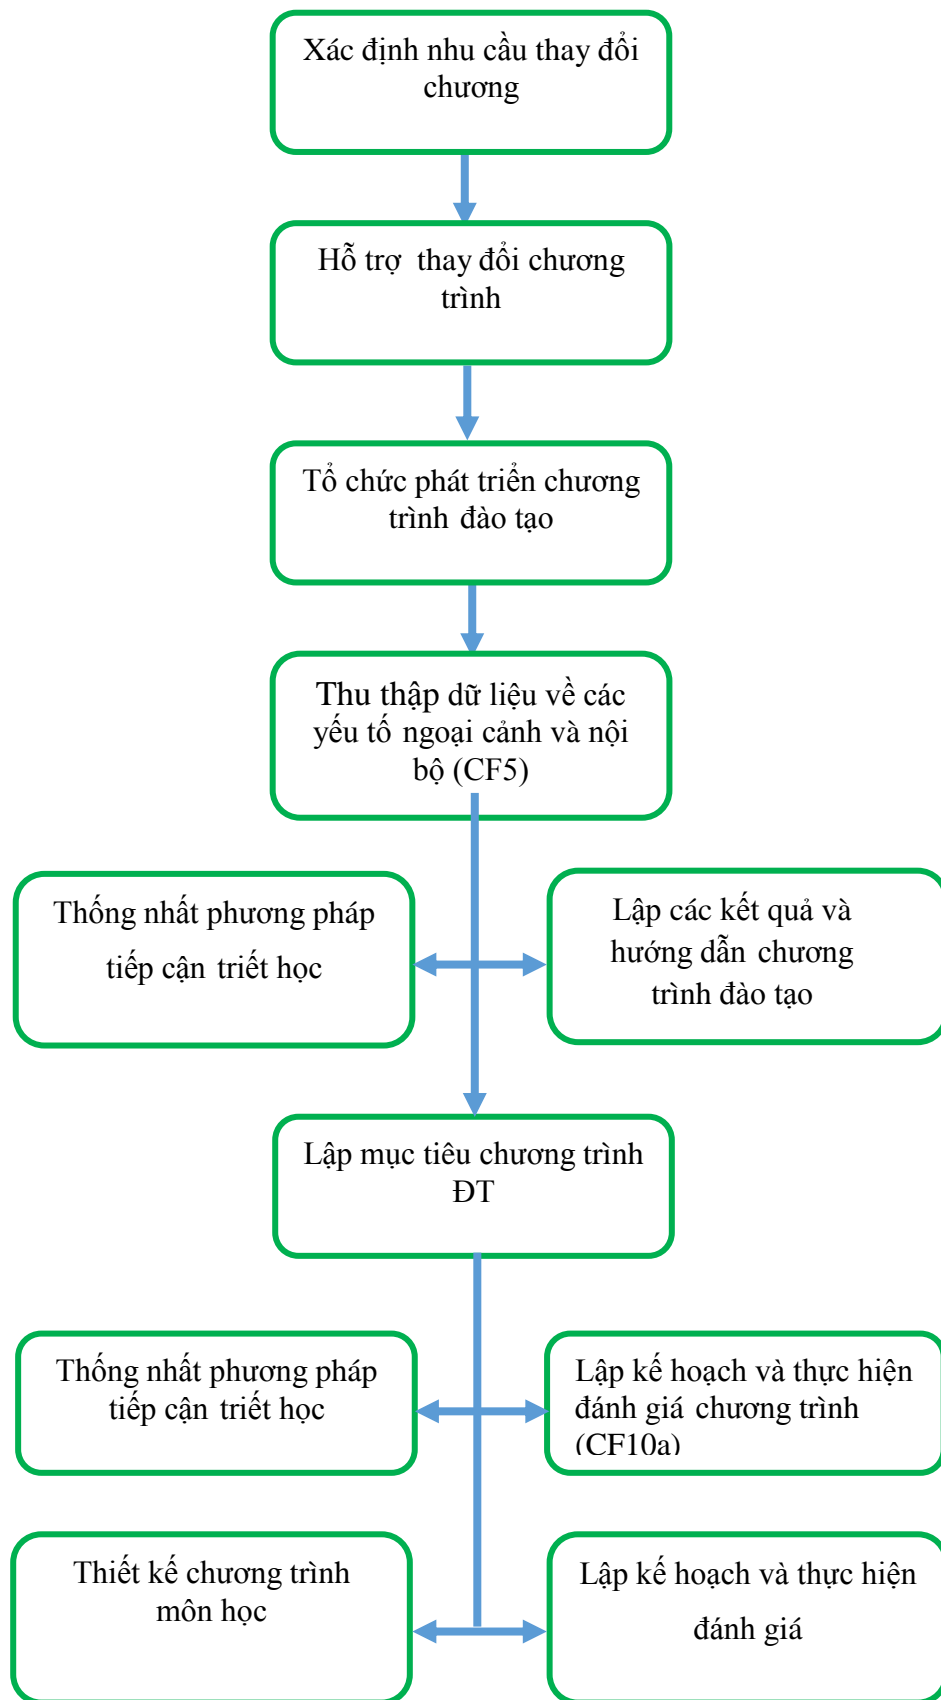 Xác định nhu cầu thay đổi
chương
Hỗ trợ thay đổi chương
trình
Tổ chức phát triển chương
trình đào tạo
Thu thập dữ liệu về các
yếu tố ngoại cảnh và nội
bộ (CF5)
Thống nhất phương pháp
tiếp cận triết học
Lập các kết quả và
hướng dẫn chương
trình đào tạo
Lập mục tiêu chương trình
ĐT
Thống nhất phương pháp
tiếp cận triết học
Lập kế hoạch và thực hiện
đánh giá chương trình
(CF10a)
Thiết kế chương trình
môn học
Lập kế hoạch và thực hiện
đánh giá